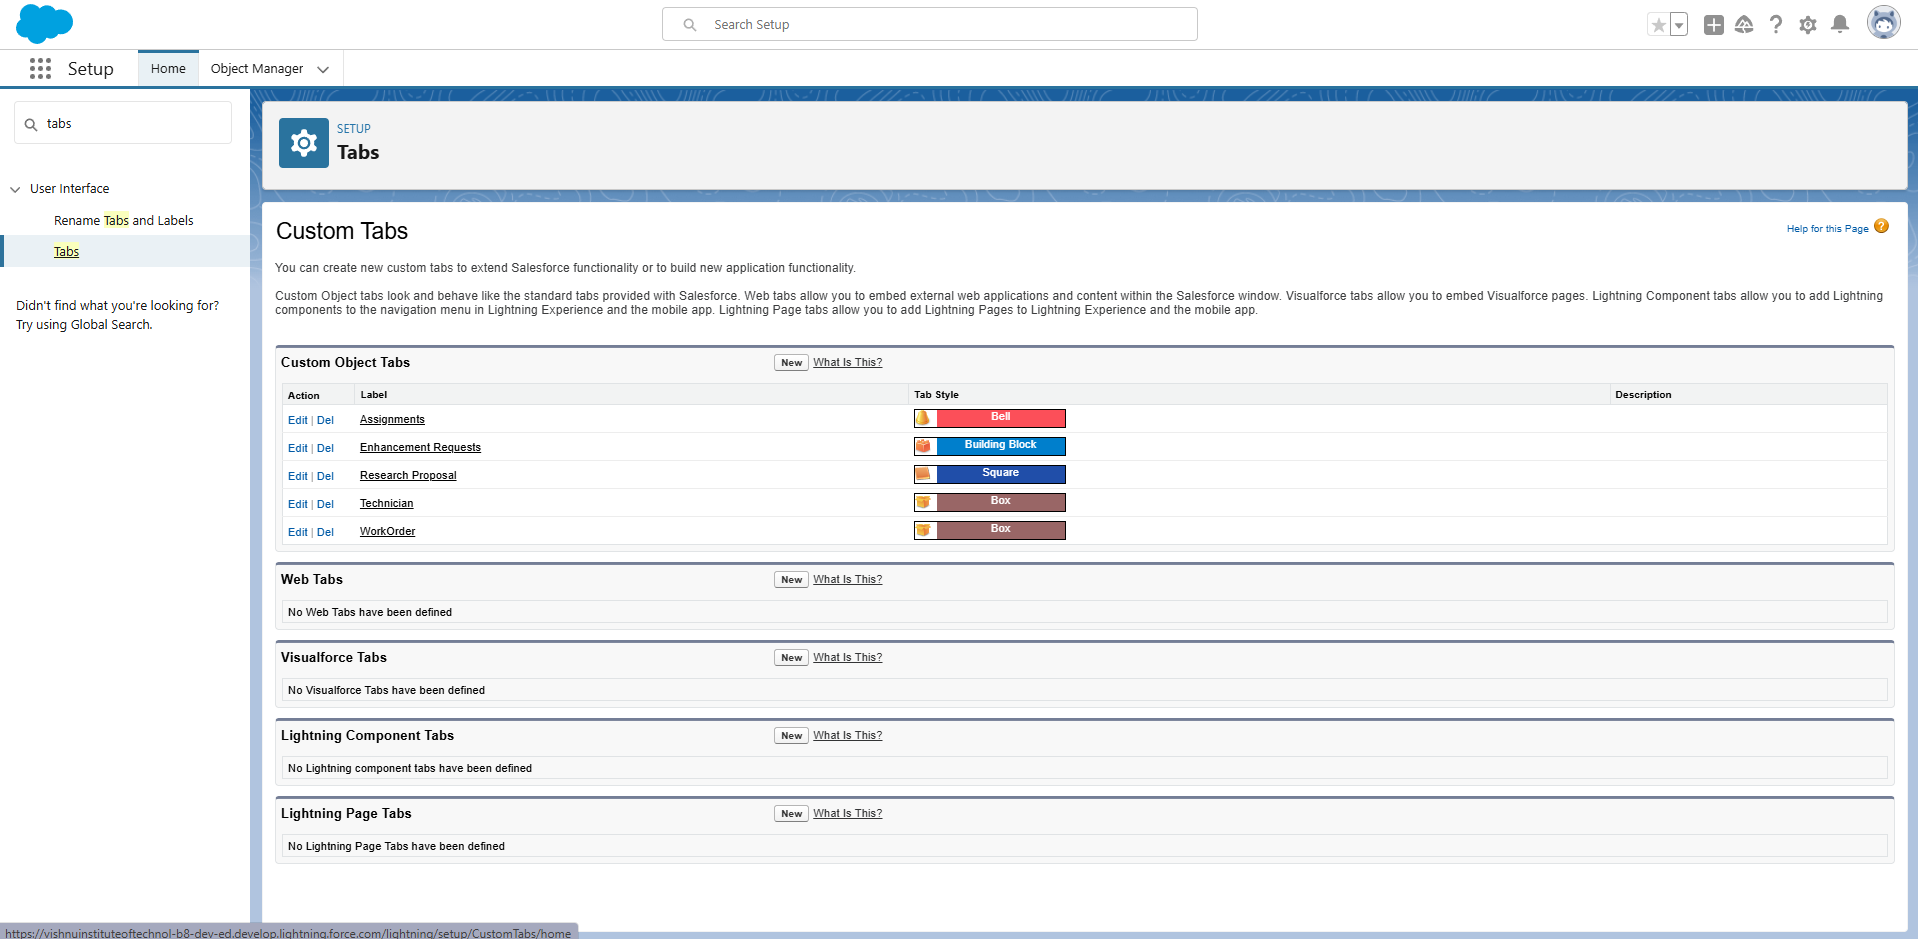 Search Setup
Setup
Home
Object Manager
tabs
User Interface
Rename Tabs and Labels
Tabs
Didn't find what you're looking for?
Try using Global Search.
SETUP
Tabs
Custom Tabs
Help for this Page
You can create new custom tabs to extend Salesforce functionality or to build new application functionality.
Custom Object tabs look and behave like the standard tabs provided with Salesforce. Web tabs allow you to embed external web applications and content within the Salesforce window. Visualforce tabs allow you to embed Visualforce pages. Lightning Component tabs allow you to add Lightning
components to the navigation menu in Lightning Experience and the mobile app. Lightning Page tabs allow you to add Lightning Pages to Lightning Experience and the mobile app.
Custom Object Tabs New What Is This?
Action Label Tab Style Description
Edit | Del Assignments Bell
Edit | Del Enhancement Requests Building Block
Edit | Del Research Proposal Square
Edit | Del Technician Box
Edit | Del WorkOrder Box
Web Tabs New What Is This?
No Web Tabs have been defined
Visualforce Tabs New What Is This?
No Visualforce Tabs have been defined
Lightning Component Tabs New What Is This?
No Lightning component tabs have been defined
Lightning Page Tabs New What Is This?
No Lightning Page Tabs have been defined
https://vishnuinstituteoftechnol-b8-dev-ed.develop.lightning.force.com/lightning/setup/CustomTabs/home